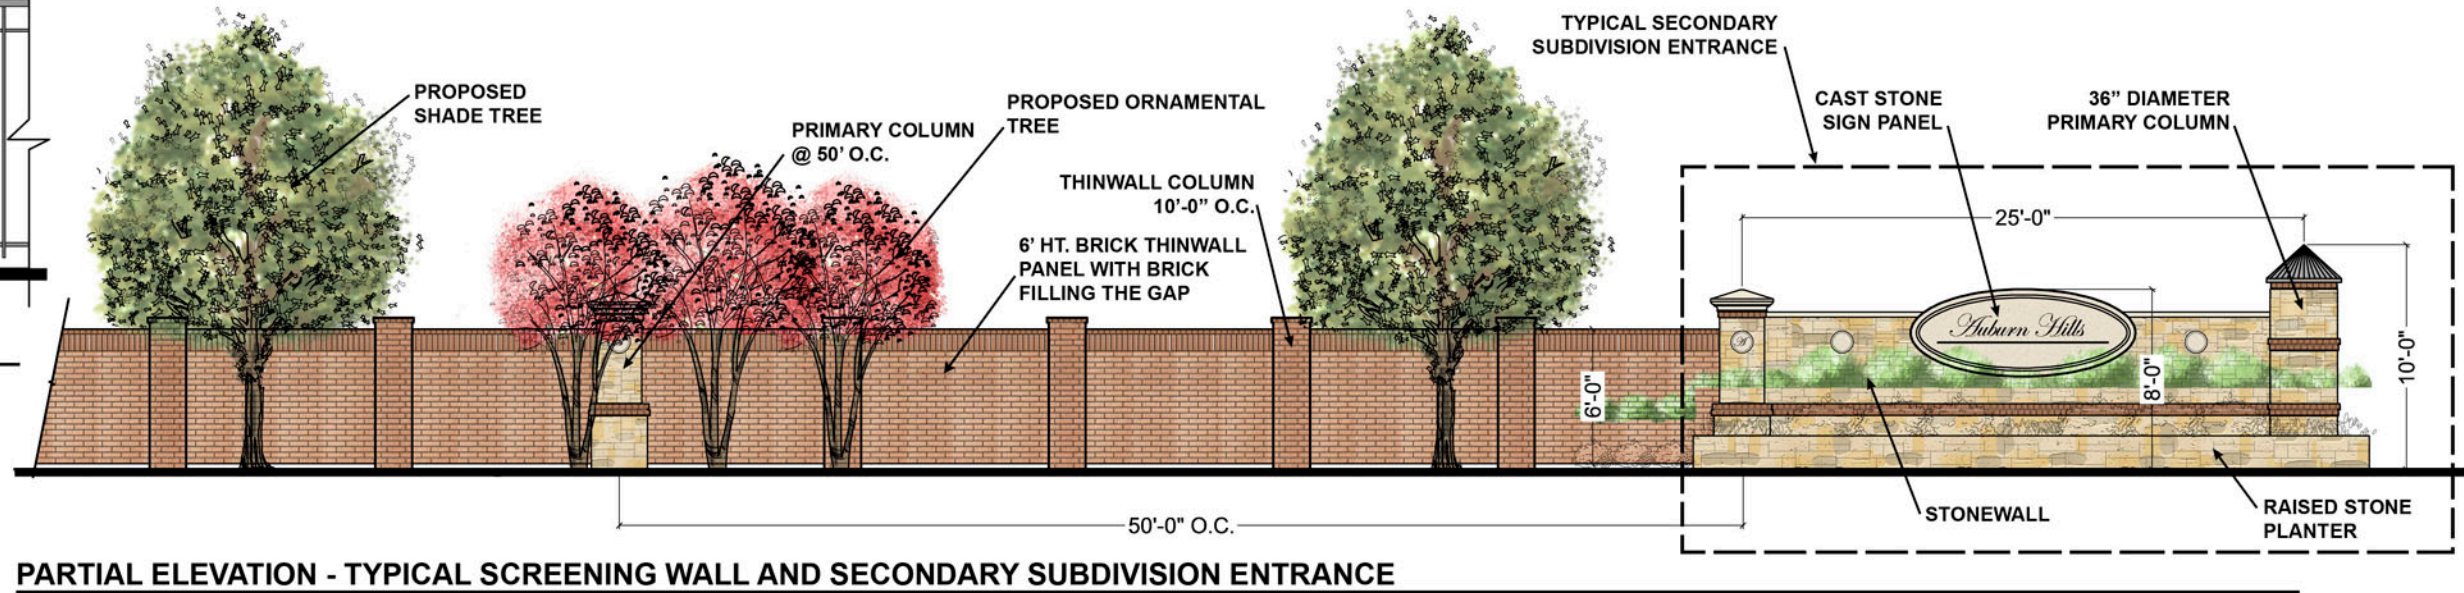 TYPICAL SECONDARY
SUBDIVISION ENTRANCE
PROPOSED
SHADE TREE
PRIMARY COLUMN
@ 50’ O.C.
PROPOSED ORNAMENTAL
TREE
CAST STONE
SIGN PANEL
36” DIAMETER
PRIMARY COLUMN
THINWALL COLUMN
10’-0” O.C.
6’ HT. BRICK THINWALL
PANEL WITH BRICK
FILLING THE GAP
25'-0"
Auburn Hills
A
6'-0"
8'-0"
10'-0"
STONEWALL
RAISED STONE
PLANTER
50'-0" O.C.
PARTIAL ELEVATION - TYPICAL SCREENING WALL AND SECONDARY SUBDIVISION ENTRANCE